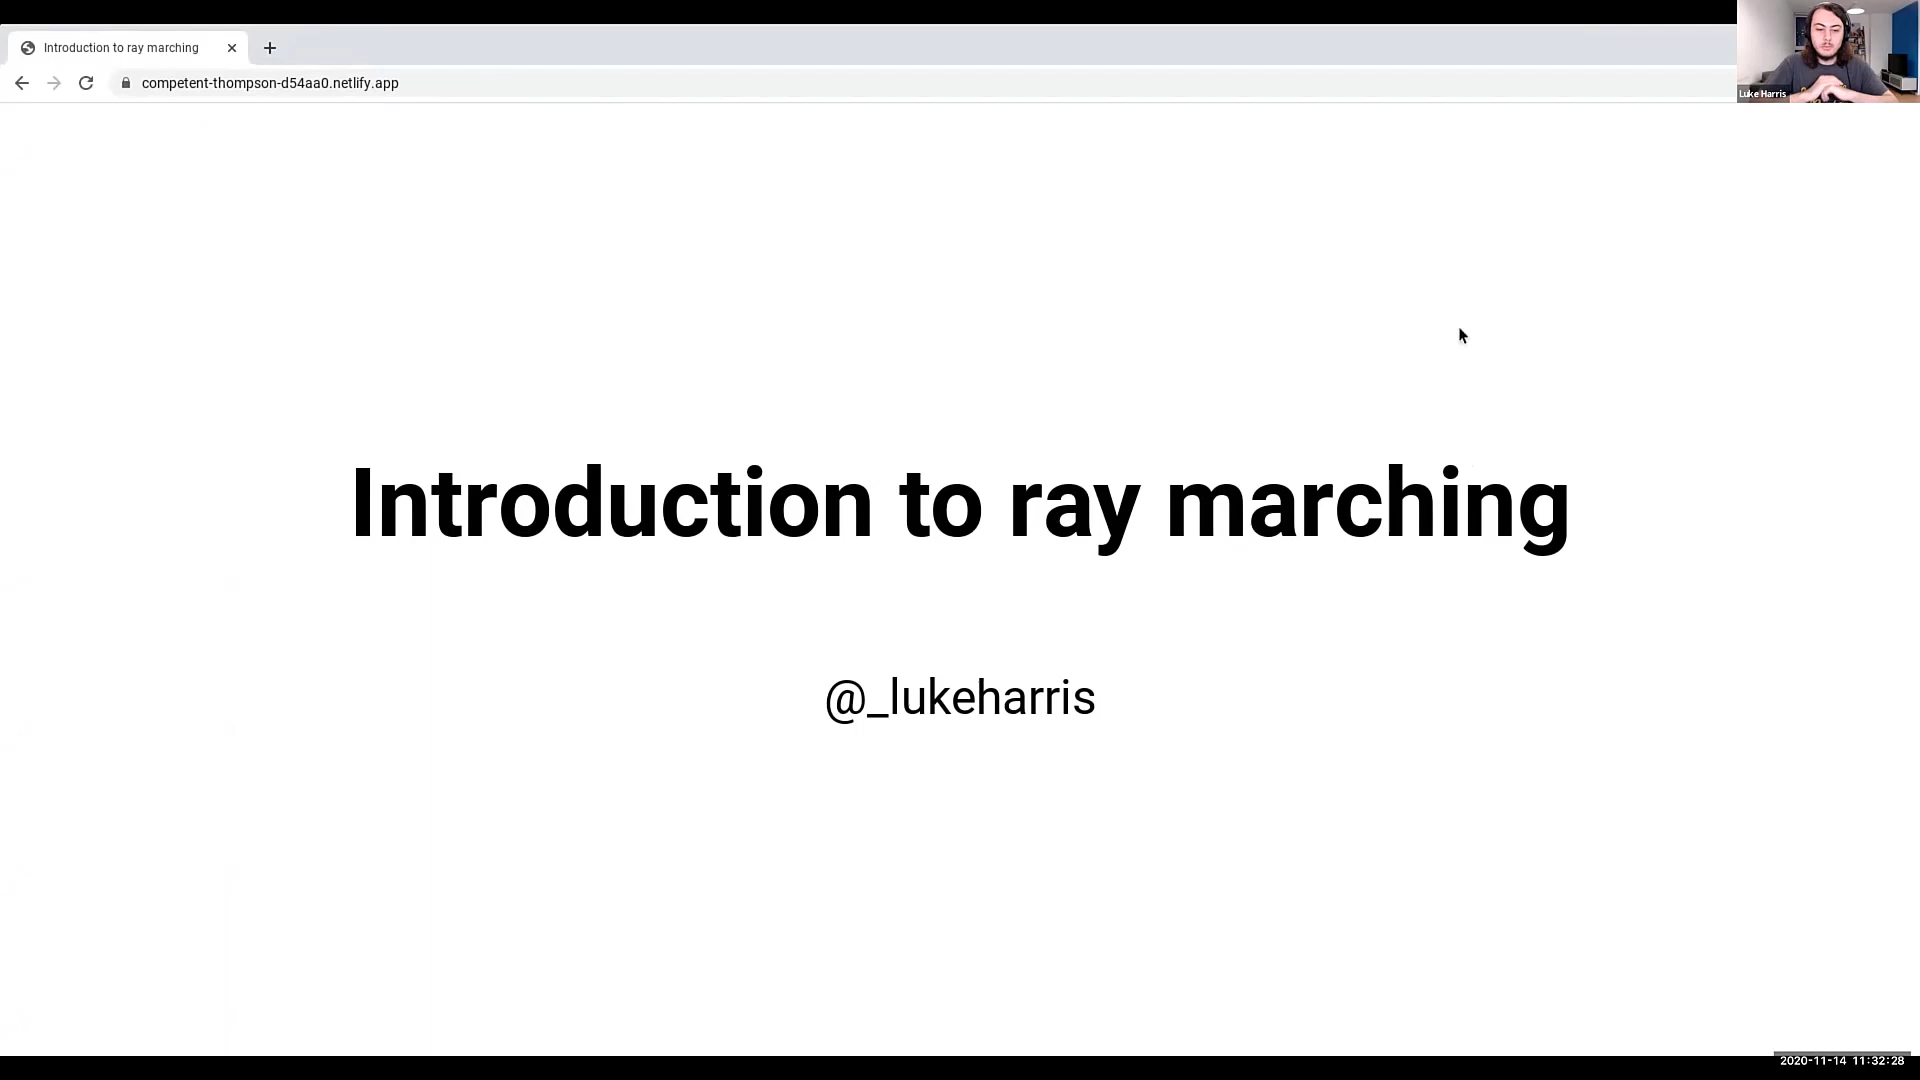 Introduction to ray marching
competent-thompson-d54aa0.netlify.app
Luke Harris
Introduction to ray marching
@_lukeharris
2020-11-14 11:32:28